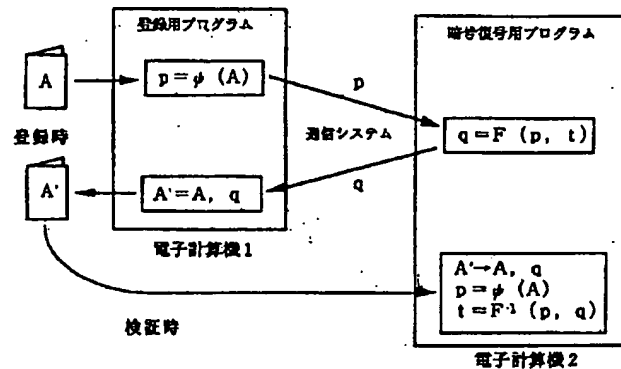 登録用プログラム
暗号復号用プログラム
A
p＝ψ (A)
p
登録時
通信システム
q＝F (p, t)
A'
A'＝A, q
q
電子計算機1
A'→A, q
p＝ψ (A)
t＝F⁻¹ (p, q)
検証時
電子計算機2